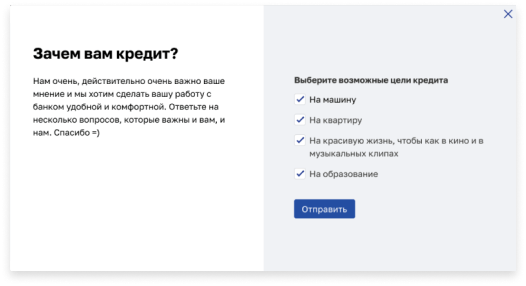 Зачем вам кредит?
Нам очень, действительно очень важно ваше
мнение и мы хотим сделать вашу работу с
банком удобной и комфортной. Ответьте на
несколько вопросов, которые важны и вам, и
нам. Спасибо =)
Выберите возможные цели кредита
На машину
На квартиру
На красивую жизнь, чтобы как в кино и в
музыкальных клипах
На образование
Отправить